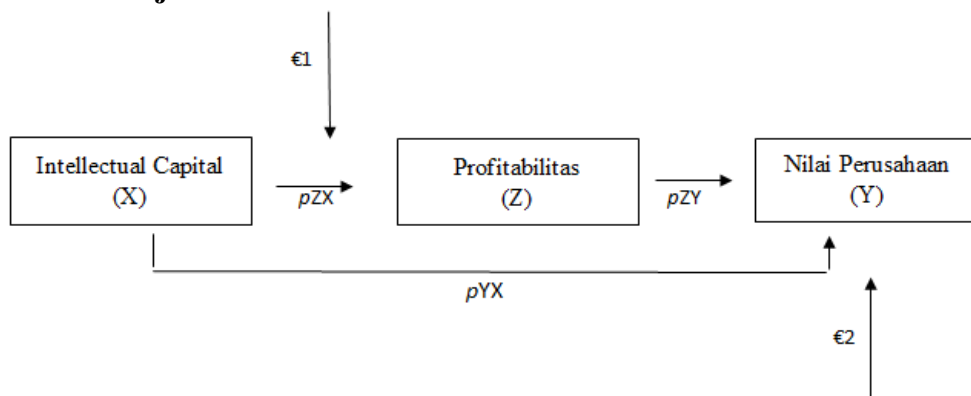 €1
Intellectual Capital
(X)
pZX
Profitabilitas
(Z)
pZY
Nilai Perusahaan
(Y)
pYX
€2